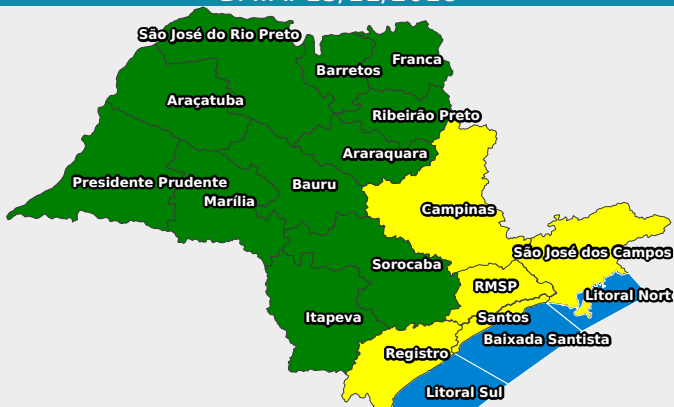 São José do Rio Preto
Franca
Barretos
Araçatuba
Ribeirão Preto
Araraquara
Presidente Prudente
Bauru
Marília
Campinas
São José dos Campos
Sorocaba
RMSP
Litoral Nort
Itapeva
Santos
Baixada Santista
Registro
Litoral Sul